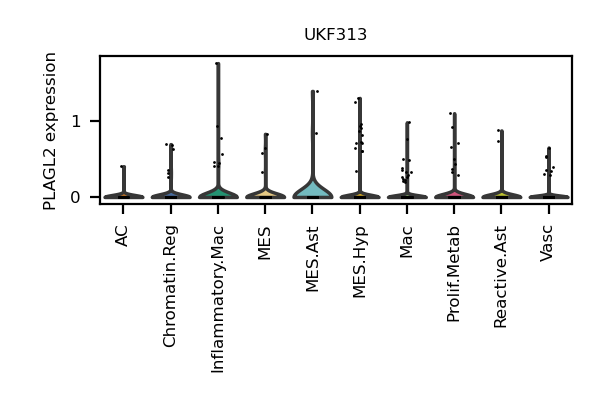 UKF313
PLAGL2 expression
1
0
AC
Chromatin.Reg
Inflammatory.Mac
MES
MES.Ast
MES.Hyp
Mac
Prolif.Metab
Reactive.Ast
Vasc